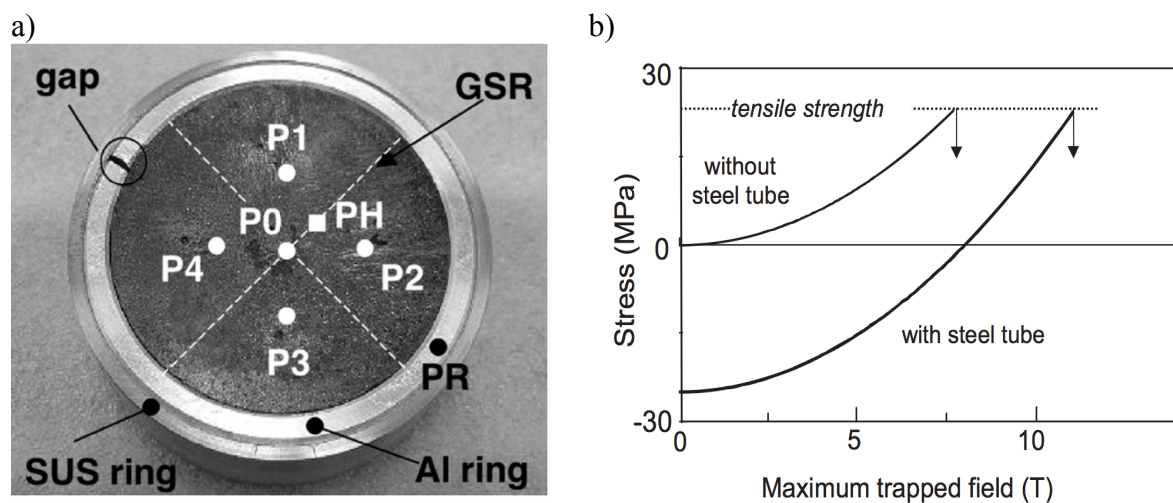 a)
gap
GSR
P1
P0
PH
P4
P2
P3
PR
SUS ring
Al ring
b)
30
tensile strength
without
steel tube
Stress (MPa)
0
with steel tube
-30
0
5
10
Maximum trapped field (T)